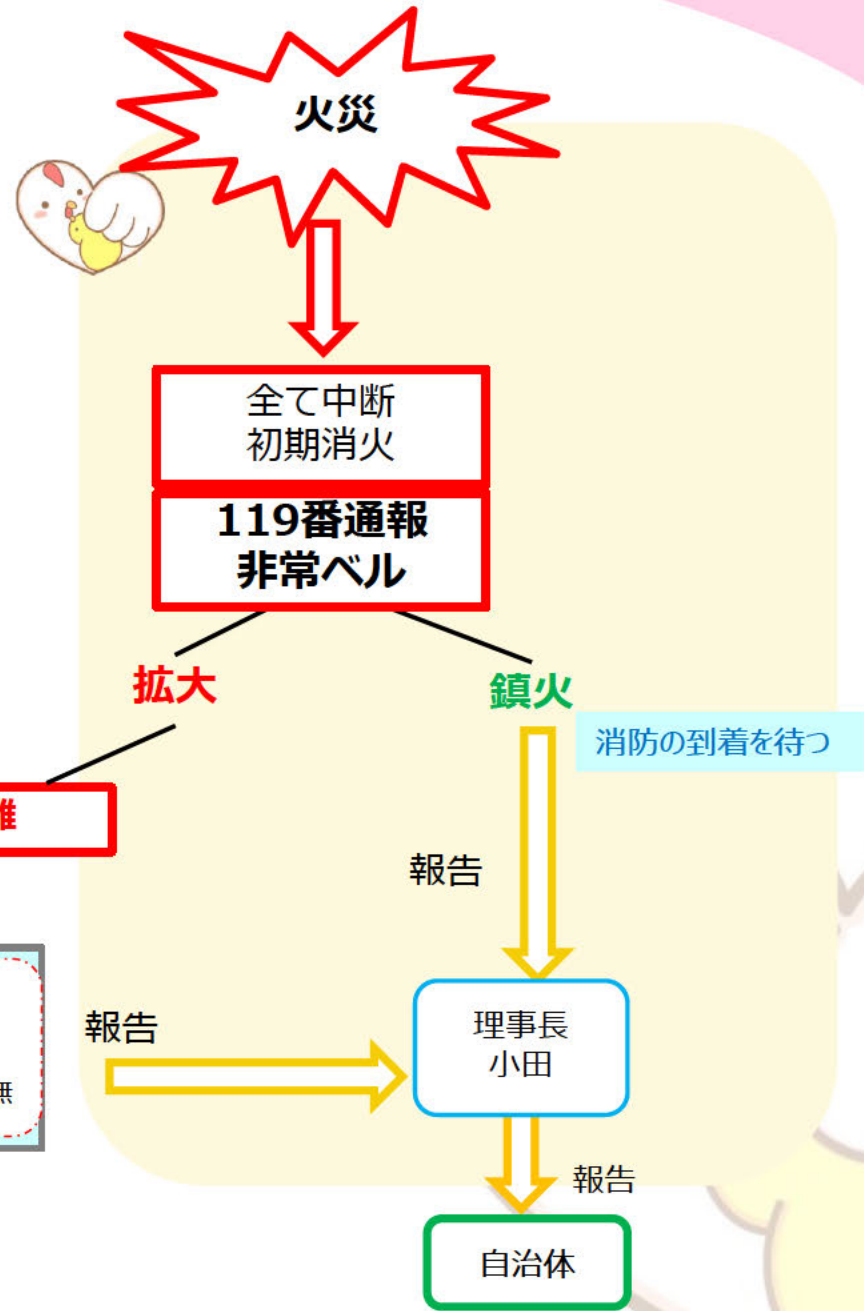 火災
全て中断
初期消火
119番通報
非常ベル
拡大
鎮火
消防の到着を待つ
難
報告
理事長
小田
報告
無
報告
自治体